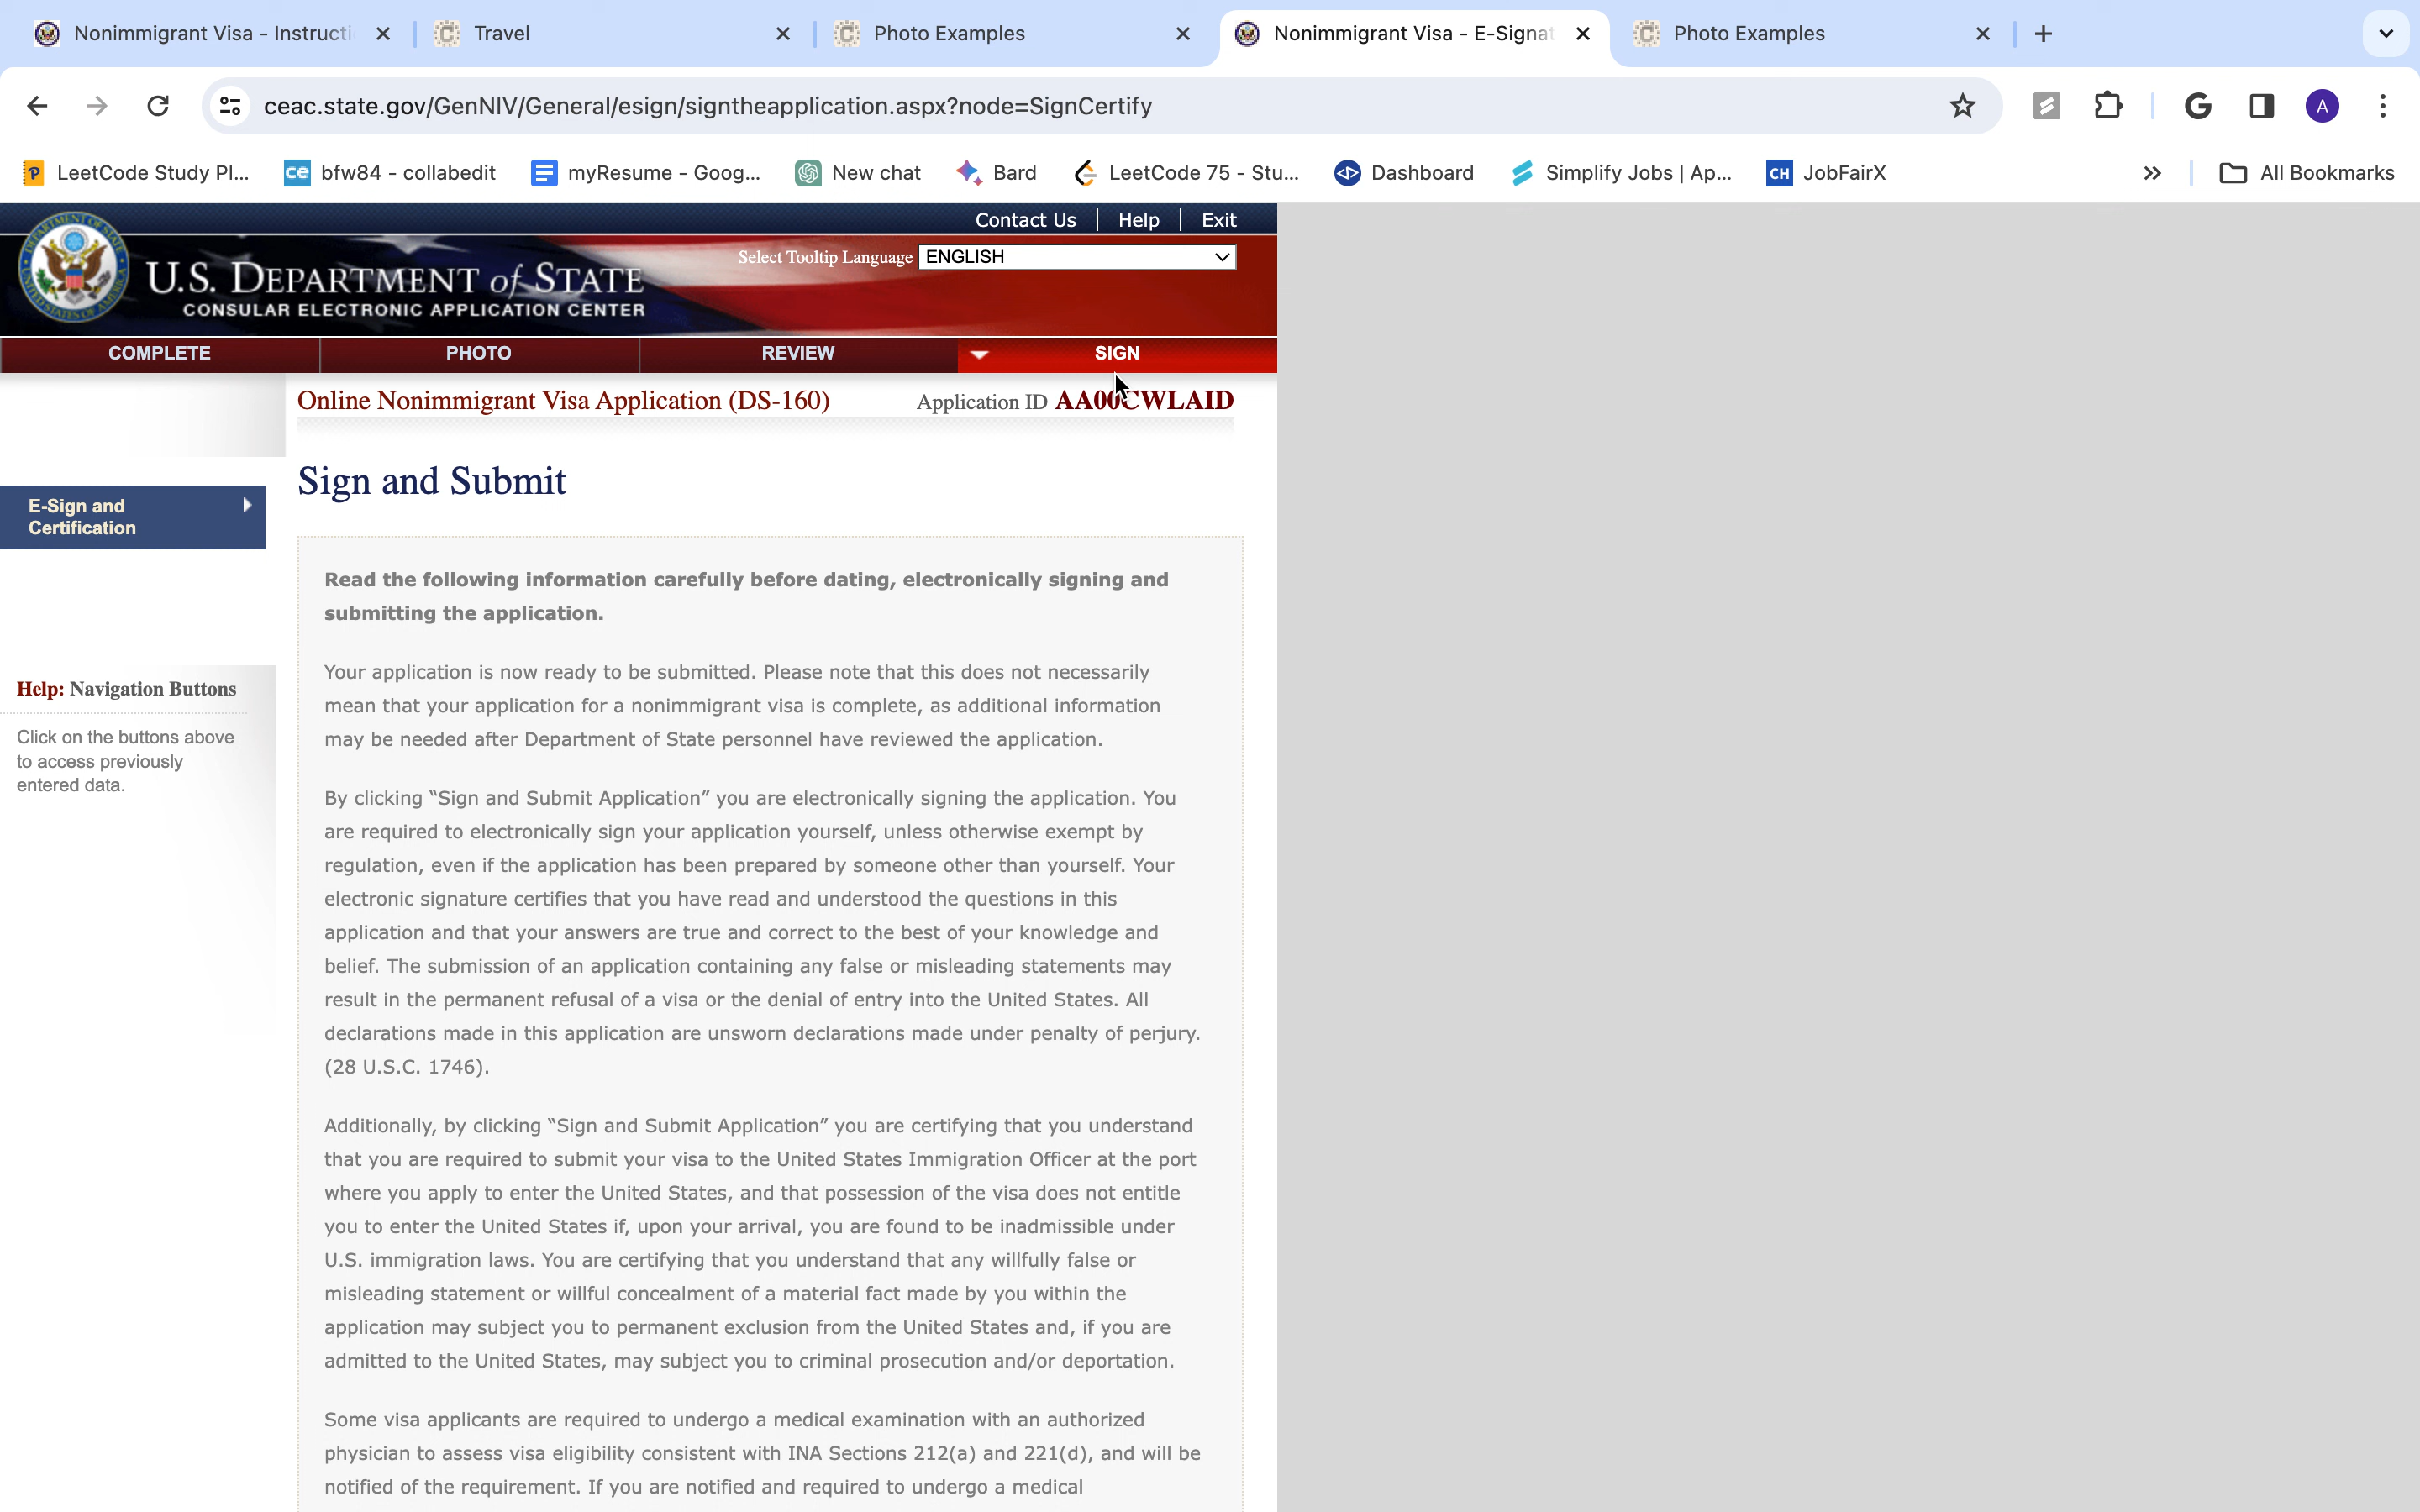 Nonimmigrant Visa - Instructi
Travel
Photo Examples
Nonimmigrant Visa - E-Signat
Photo Examples
ceac.state.gov/GenNIV/General/esign/signtheapplication.aspx?node=SignCertify
A
LeetCode Study Pl...
ce bfw84 - collabedit
myResume - Goog...
New chat
Bard
LeetCode 75 - Stu...
Dashboard
Simplify Jobs | Ap...
CH JobFairX
All Bookmarks
Contact Us | Help | Exit
Select Tooltip Language ENGLISH
U.S. DEPARTMENT of STATE
CONSULAR ELECTRONIC APPLICATION CENTER
COMPLETE
PHOTO
REVIEW
SIGN
Online Nonimmigrant Visa Application (DS-160)
Application ID AA00CWLAID
Sign and Submit
E-Sign and
Certification
Help: Navigation Buttons
Click on the buttons above
to access previously
entered data.
Read the following information carefully before dating, electronically signing and
submitting the application.
Your application is now ready to be submitted. Please note that this does not necessarily
mean that your application for a nonimmigrant visa is complete, as additional information
may be needed after Department of State personnel have reviewed the application.
By clicking “Sign and Submit Application” you are electronically signing the application. You
are required to electronically sign your application yourself, unless otherwise exempt by
regulation, even if the application has been prepared by someone other than yourself. Your
electronic signature certifies that you have read and understood the questions in this
application and that your answers are true and correct to the best of your knowledge and
belief. The submission of an application containing any false or misleading statements may
result in the permanent refusal of a visa or the denial of entry into the United States. All
declarations made in this application are unsworn declarations made under penalty of perjury.
(28 U.S.C. 1746).
Additionally, by clicking “Sign and Submit Application” you are certifying that you understand
that you are required to submit your visa to the United States Immigration Officer at the port
where you apply to enter the United States, and that possession of the visa does not entitle
you to enter the United States if, upon your arrival, you are found to be inadmissible under
U.S. immigration laws. You are certifying that you understand that any willfully false or
misleading statement or willful concealment of a material fact made by you within the
application may subject you to permanent exclusion from the United States and, if you are
admitted to the United States, may subject you to criminal prosecution and/or deportation.
Some visa applicants are required to undergo a medical examination with an authorized
physician to assess visa eligibility consistent with INA Sections 212(a) and 221(d), and will be
notified of the requirement. If you are notified and required to undergo a medical